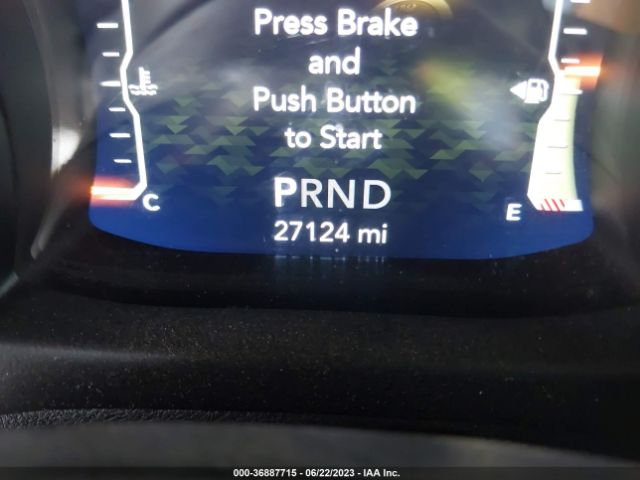 Press Brake
and
Push Button
to Start
PRND
C
E
27124 mi
000-36887715 - 06/22/2023 - IAA Inc.